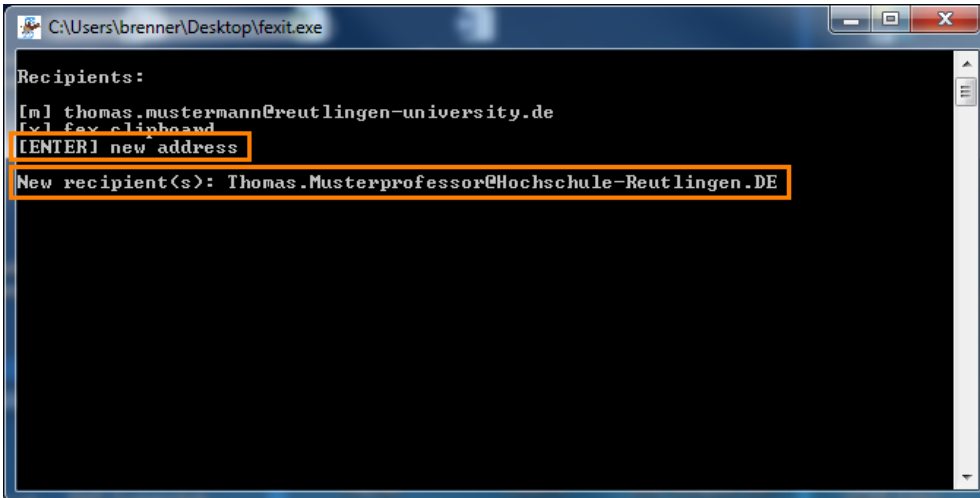 C:\Users\brenner\Desktop\fexit.exe
Recipients:
[m] thomas.mustermann@reutlingen-university.de
[x] fex clipboard
[ENTER] new address
New recipient(s): Thomas.Musterprofessor@Hochschule-Reutlingen.DE